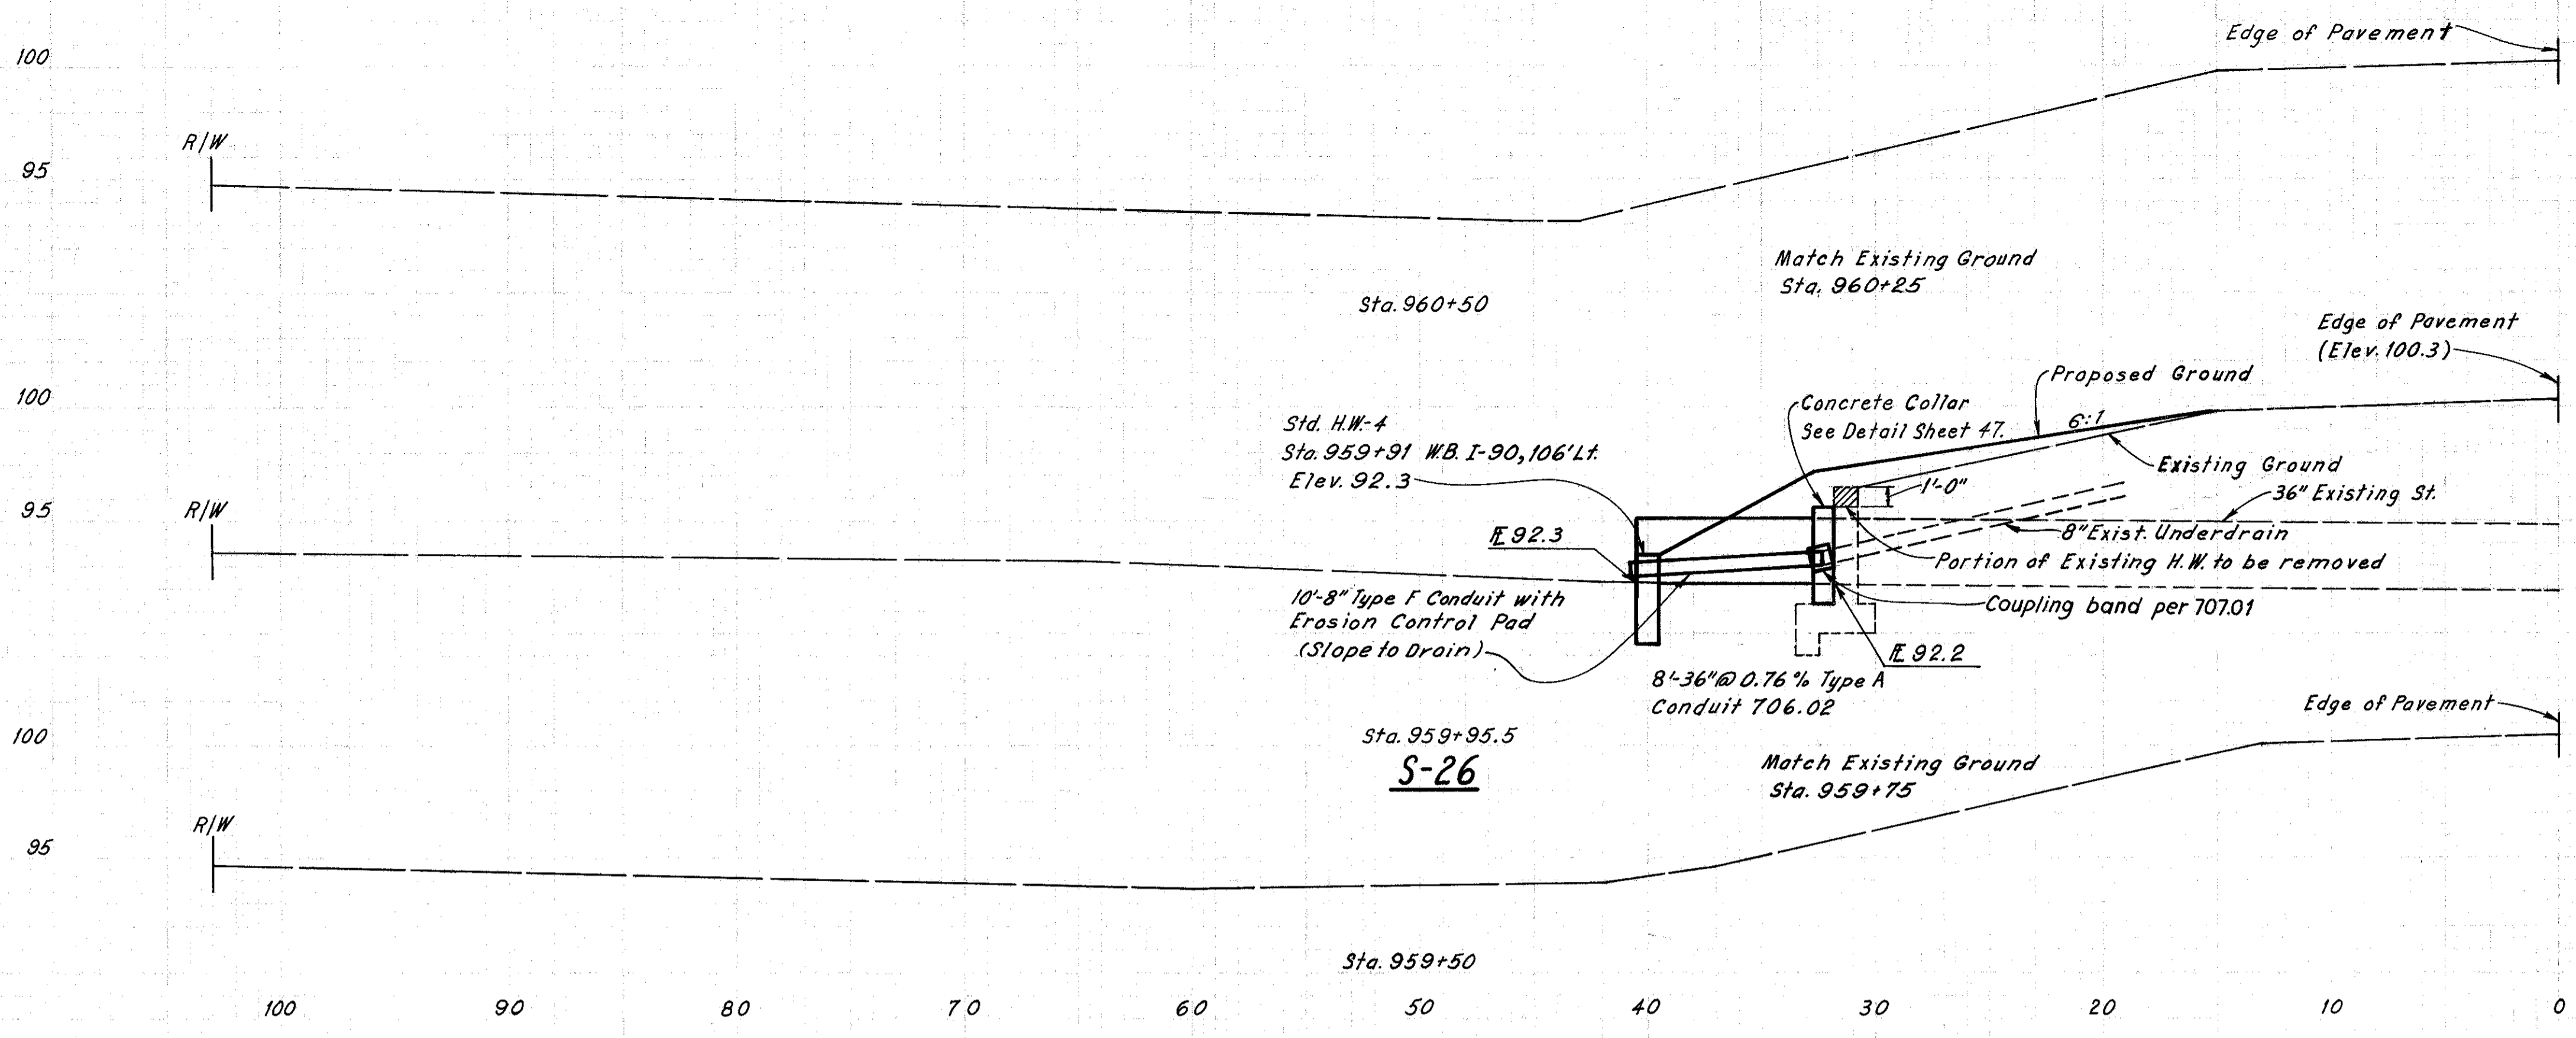 Edge of Pavement
100
R/W
95
Match Existing Ground
Sta. 960+25
Sta. 960+50
Edge of Pavement
(Elev. 100.3)
Proposed Ground
100
Concrete Collar
See Detail Sheet 47.
6:1
Std. H.W.-4
Sta. 959+91 W.B. I-90, 106' Lt.
Elev. 92.3
Existing Ground
1'-0"
36" Existing St.
95
R/W
8" Exist. Underdrain
FL 92.3
Portion of Existing H.W. to be removed
10'-8" Type F Conduit with
Erosion Control Pad
(Slope to Drain)
Coupling band per 707.01
FL 92.2
8'-36" @ 0.76 % Type A
Conduit 706.02
Edge of Pavement
100
Sta. 959+95.5
S-26
Match Existing Ground
Sta. 959+75
R/W
95
Sta. 959+50
100 90 80 70 60 50 40 30 20 10 0